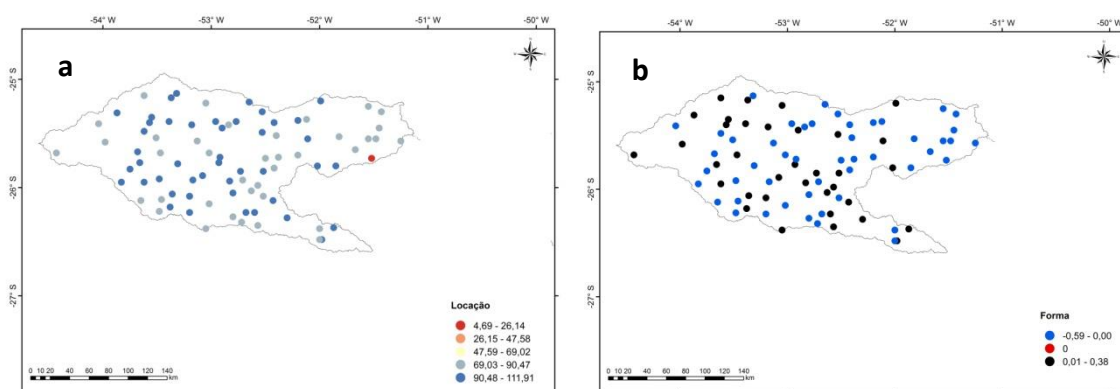 -54° W -53° W -52° W -51° W -50° W
a
-25° S
-26° S
-27° S
Locação
4,69 - 26,14
26,15 - 47,58
47,59 - 69,02
69,03 - 90,47
90,48 - 111,91
0 10 20 40 60 80 100 120 140
km
-54° W -53° W -52° W -51° W -50° W
b
-25° S
-26° S
-27° S
Forma
-0,59 - 0,00
0
0,01 - 0,38
0 10 20 40 60 80 100 120 140
km